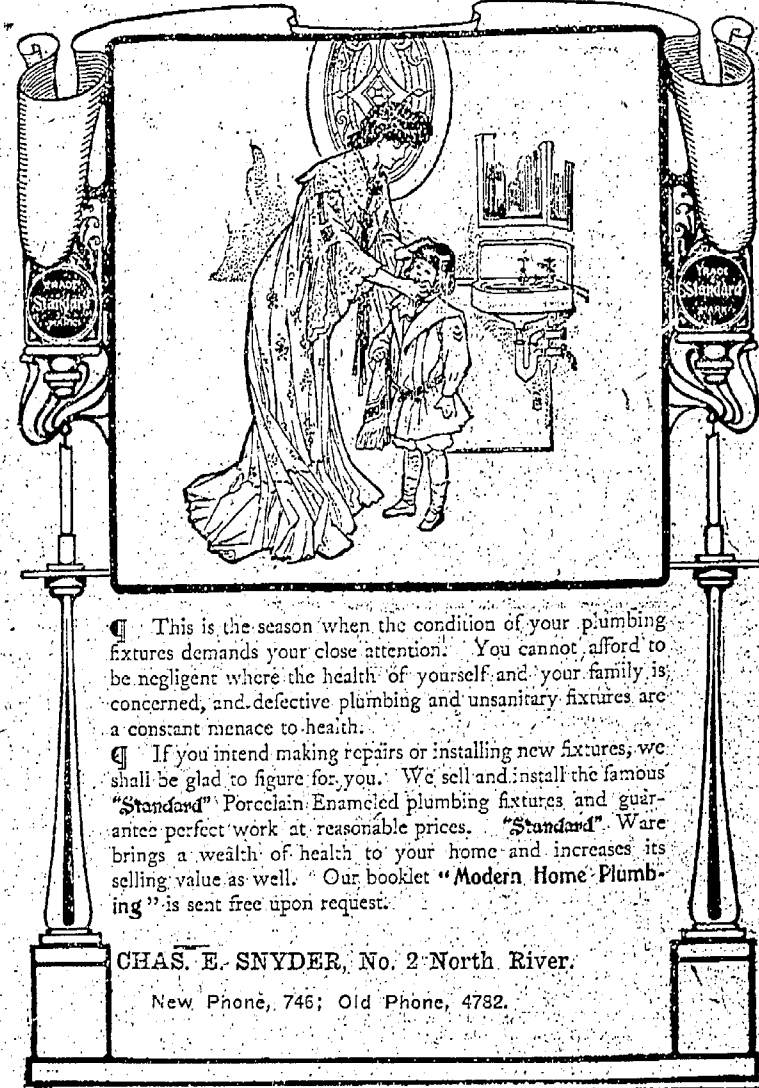 TRADE
Standard
MARK
TRADE
Standard
MARK
¶ This is the season when the condition of your plumbing
fixtures demands your close attention. You cannot afford to
be negligent where the health of yourself and your family is
concerned, and defective plumbing and unsanitary fixtures are
a constant menace to health.
¶ If you intend making repairs or installing new fixtures, we
shall be glad to figure for you. We sell and install the famous
"Standard" Porcelain Enameled plumbing fixtures and guar-
antee perfect work at reasonable prices. "Standard" Ware
brings a wealth of health to your home and increases its
selling value as well. Our booklet "Modern Home Plumb-
ing" is sent free upon request.
CHAS. E. SNYDER, No. 2 North River.
New Phone, 746; Old Phone, 4782.